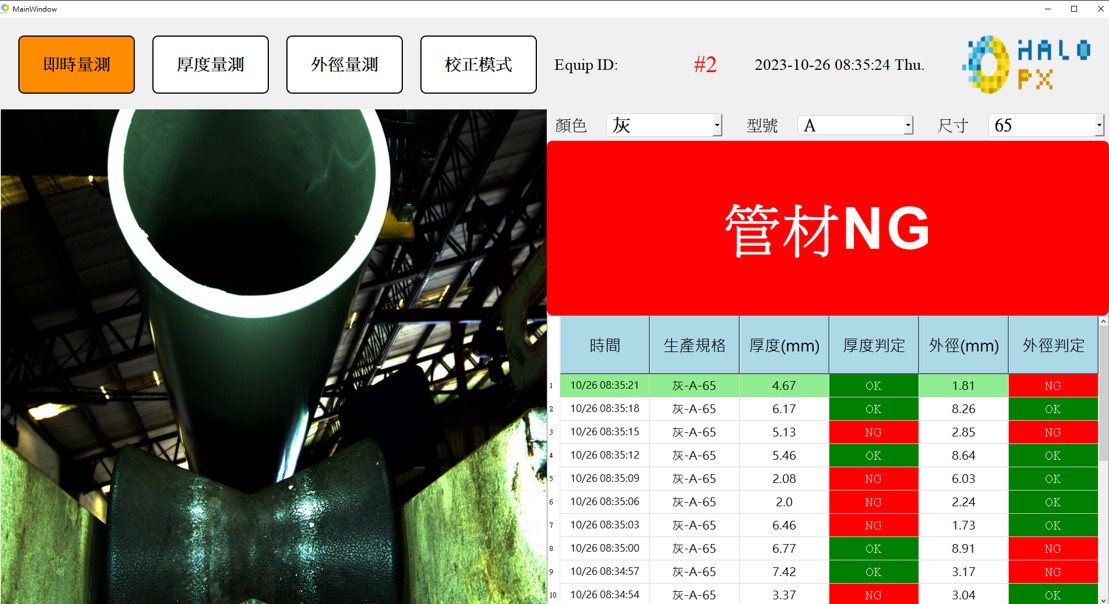 MainWindow
即時量測 厚度量測 外徑量測 校正模式 Equip ID: #2 2023-10-26 08:35:24 Thu. HALO
PX
顏色 灰 型號 A 尺寸 65
管材NG
時間 生產規格 厚度(mm) 厚度判定 外徑(mm) 外徑判定
1 10/26 08:35:21 灰-A-65 4.67 OK 1.81 NG
2 10/26 08:35:18 灰-A-65 6.17 OK 8.26 OK
3 10/26 08:35:15 灰-A-65 5.13 NG 2.85 NG
4 10/26 08:35:12 灰-A-65 5.46 OK 8.64 OK
5 10/26 08:35:09 灰-A-65 2.08 NG 6.03 OK
6 10/26 08:35:06 灰-A-65 2.0 NG 2.24 OK
7 10/26 08:35:03 灰-A-65 6.46 NG 1.73 OK
8 10/26 08:35:00 灰-A-65 6.77 OK 8.91 NG
9 10/26 08:34:57 灰-A-65 7.42 OK 3.17 NG
10 10/26 08:34:54 灰-A-65 3.37 NG 3.04 OK